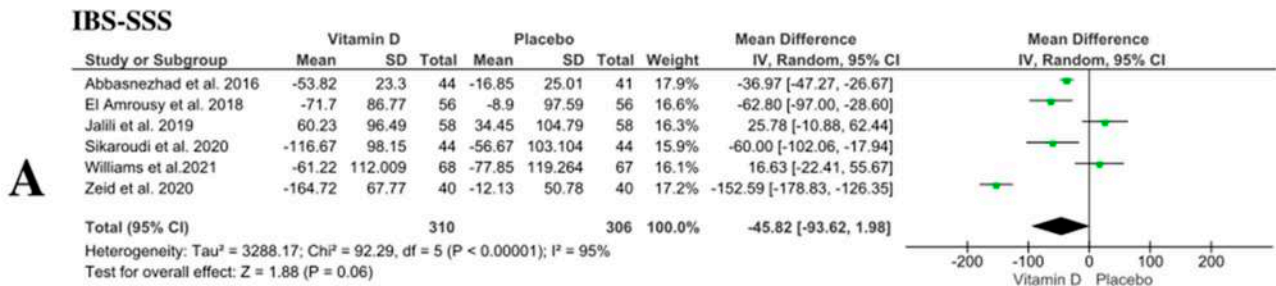 IBS-SSS
Vitamin D Placebo Mean Difference Mean Difference
Study or Subgroup Mean SD Total Mean SD Total Weight IV, Random, 95% CI IV, Random, 95% CI
Abbasnezhad et al. 2016 -53.82 23.3 44 -16.85 25.01 41 17.9% -36.97 [-47.27, -26.67]
El Amrousy et al. 2018 -71.7 86.77 56 -8.9 97.59 56 16.6% -62.80 [-97.00, -28.60]
Jalili et al. 2019 60.23 96.49 58 34.45 104.79 58 16.3% 25.78 [-10.88, 62.44]
Sikaroudi et al. 2020 -116.67 98.15 44 -56.67 103.104 44 15.9% -60.00 [-102.06, -17.94]
Williams et al.2021 -61.22 112.009 68 -77.85 119.264 67 16.1% 16.63 [-22.41, 55.67]
A
Zeid et al. 2020 -164.72 67.77 40 -12.13 50.78 40 17.2% -152.59 [-178.83, -126.35]
Total (95% CI) 310 306 100.0% -45.82 [-93.62, 1.98]
Heterogeneity: Tau² = 3288.17; Chi² = 92.29, df = 5 (P < 0.00001); I² = 95%
Test for overall effect: Z = 1.88 (P = 0.06)
-200 -100 0 100 200
Vitamin D Placebo